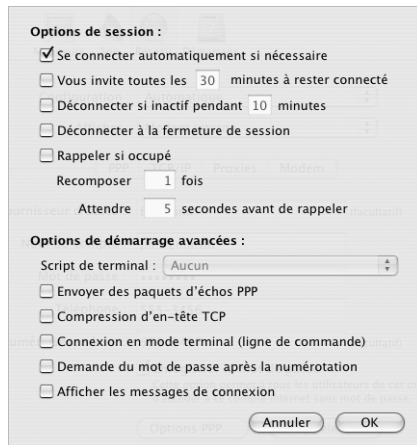 Options de session :
Se connecter automatiquement si nécessaire
Vous invite toutes les 30 minutes à rester connecté
Déconnecter si inactif pendant 10 minutes
Déconnecter à la fermeture de session
Rappeler si occupé
Recomposer 1 fois
Attendre 5 secondes avant de rappeler
Options de démarrage avancées :
Script de terminal : Aucun
Envoyer des paquets d'échos PPP
Compression d'en-tête TCP
Connexion en mode terminal (ligne de commande)
Demande du mot de passe après la numérotation
Afficher les messages de connexion
Annuler OK